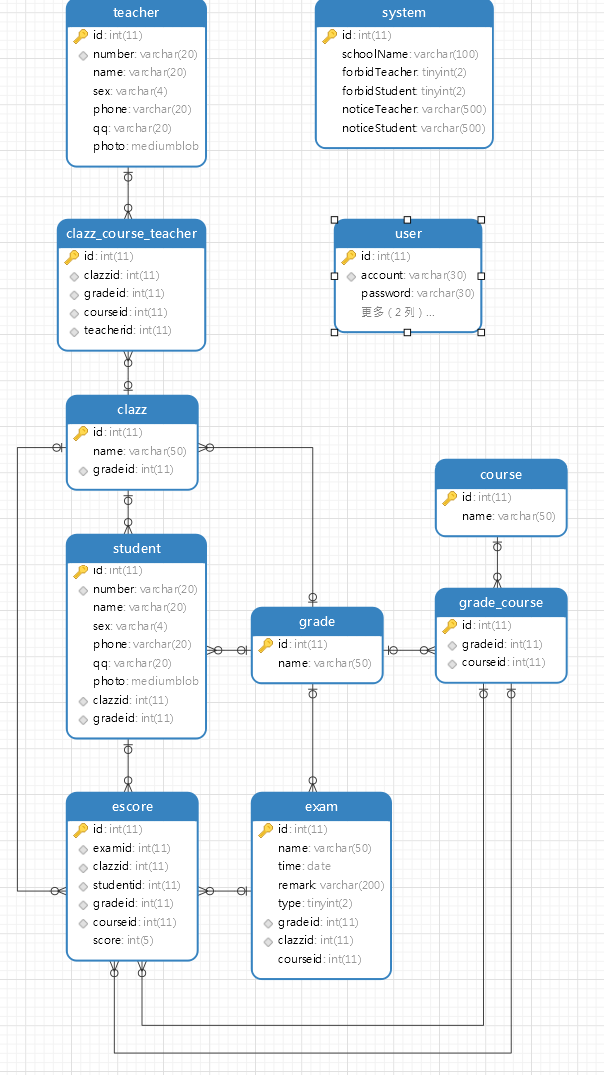 teacher
id: int(11)
number: varchar(20)
name: varchar(20)
sex: varchar(4)
phone: varchar(20)
qq: varchar(20)
photo: mediumblob
system
id: int(11)
schoolName: varchar(100)
forbidTeacher: tinyint(2)
forbidStudent: tinyint(2)
noticeTeacher: varchar(500)
noticeStudent: varchar(500)
clazz_course_teacher
id: int(11)
clazzid: int(11)
gradeid: int(11)
courseid: int(11)
teacherid: int(11)
user
id: int(11)
account: varchar(30)
password: varchar(30)
更多 ( 2 列 ) ...
clazz
id: int(11)
name: varchar(50)
gradeid: int(11)
course
id: int(11)
name: varchar(50)
student
id: int(11)
number: varchar(20)
name: varchar(20)
sex: varchar(4)
phone: varchar(20)
qq: varchar(20)
photo: mediumblob
clazzid: int(11)
gradeid: int(11)
grade
id: int(11)
name: varchar(50)
grade_course
id: int(11)
gradeid: int(11)
courseid: int(11)
escore
id: int(11)
examid: int(11)
clazzid: int(11)
studentid: int(11)
gradeid: int(11)
courseid: int(11)
score: int(5)
exam
id: int(11)
name: varchar(50)
time: date
remark: varchar(200)
type: tinyint(2)
gradeid: int(11)
clazzid: int(11)
courseid: int(11)